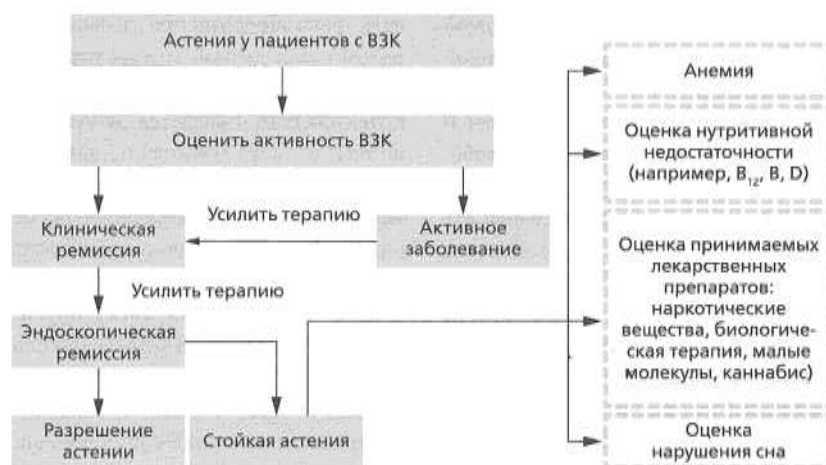 Астения у пациентов с ВЗК
Оценить активность ВЗК
Клиническая
ремиссия
Усилить терапию
Активное
заболевание
Усилить терапию
Эндоскопическая
ремиссия
Разрешение
астении
Стойкая астения
Анемия
Оценка нутритивной
недостаточности
(например, B₁₂, B, D)
Оценка принимаемых
лекарственных
препаратов:
наркотические
вещества, биологиче-
ская терапия, малые
молекулы, каннабис)
Оценка
нарушения сна